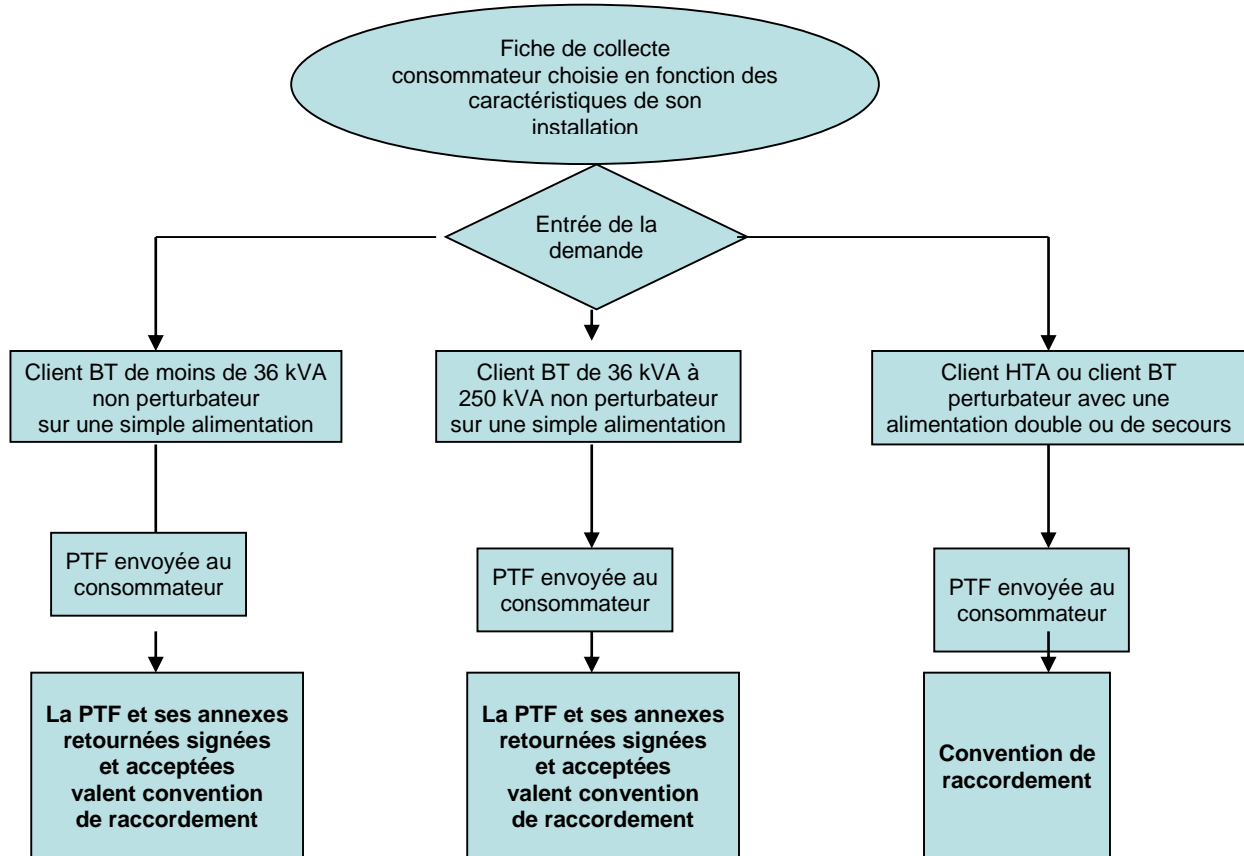 Fiche de collecte
consommateur choisie en fonction des
caractéristiques de son
installation
Entrée de la
demande
Client BT de moins de 36 kVA
non perturbateur
sur une simple alimentation
Client BT de 36 kVA à
250 kVA non perturbateur
sur une simple alimentation
Client HTA ou client BT
perturbateur avec une
alimentation double ou de secours
PTF envoyée au
consommateur
PTF envoyée au
consommateur
PTF envoyée au
consommateur
La PTF et ses annexes
retournées signées
et acceptées
valent convention
de raccordement
La PTF et ses annexes
retournées signées
et acceptées
valent convention
de raccordement
Convention de
raccordement